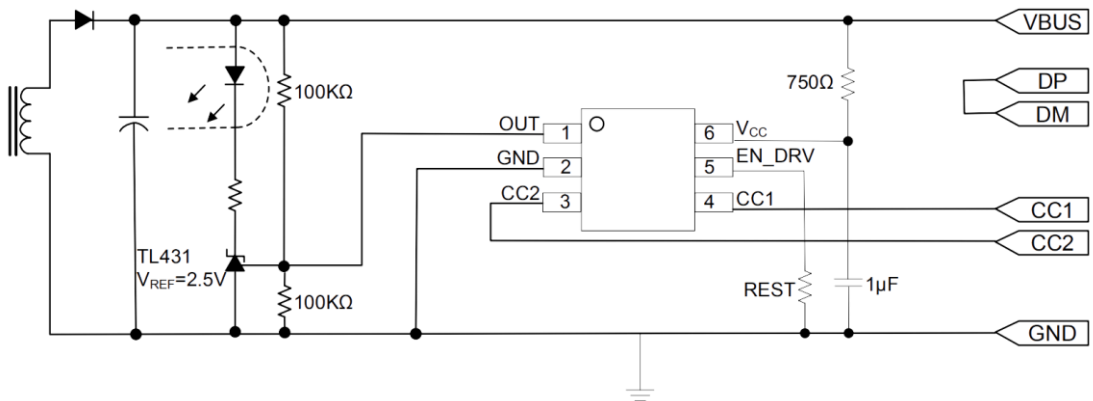 VBUS
DP
DM
750Ω
100KΩ
OUT
1
6
VCC
GND
2
5
EN_DRV
CC2
3
4
CC1
CC1
CC2
TL431
VREF=2.5V
REST
1µF
100KΩ
GND